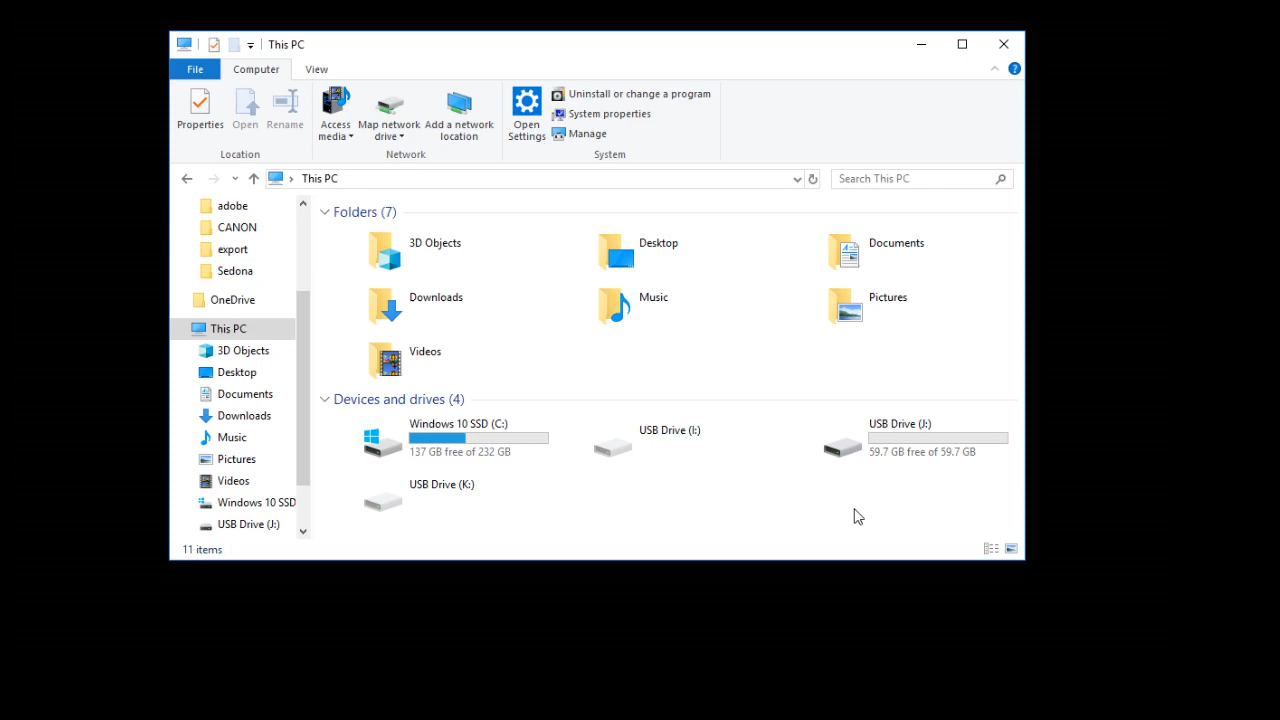 This PC
File Computer View
Properties Open Rename Access media Map network drive Add a network location Open Settings Uninstall or change a program
System properties
Manage
Location Network System
This PC Search This PC
adobe
CANON
export
Sedona
OneDrive
This PC
3D Objects
Desktop
Documents
Downloads
Music
Pictures
Videos
Windows 10 SSD
USB Drive (J:)
Folders (7)
3D Objects Desktop Documents
Downloads Music Pictures
Videos
Devices and drives (4)
Windows 10 SSD (C:)
137 GB free of 232 GB
USB Drive (I:)
USB Drive (J:)
59.7 GB free of 59.7 GB
USB Drive (K:)
11 items